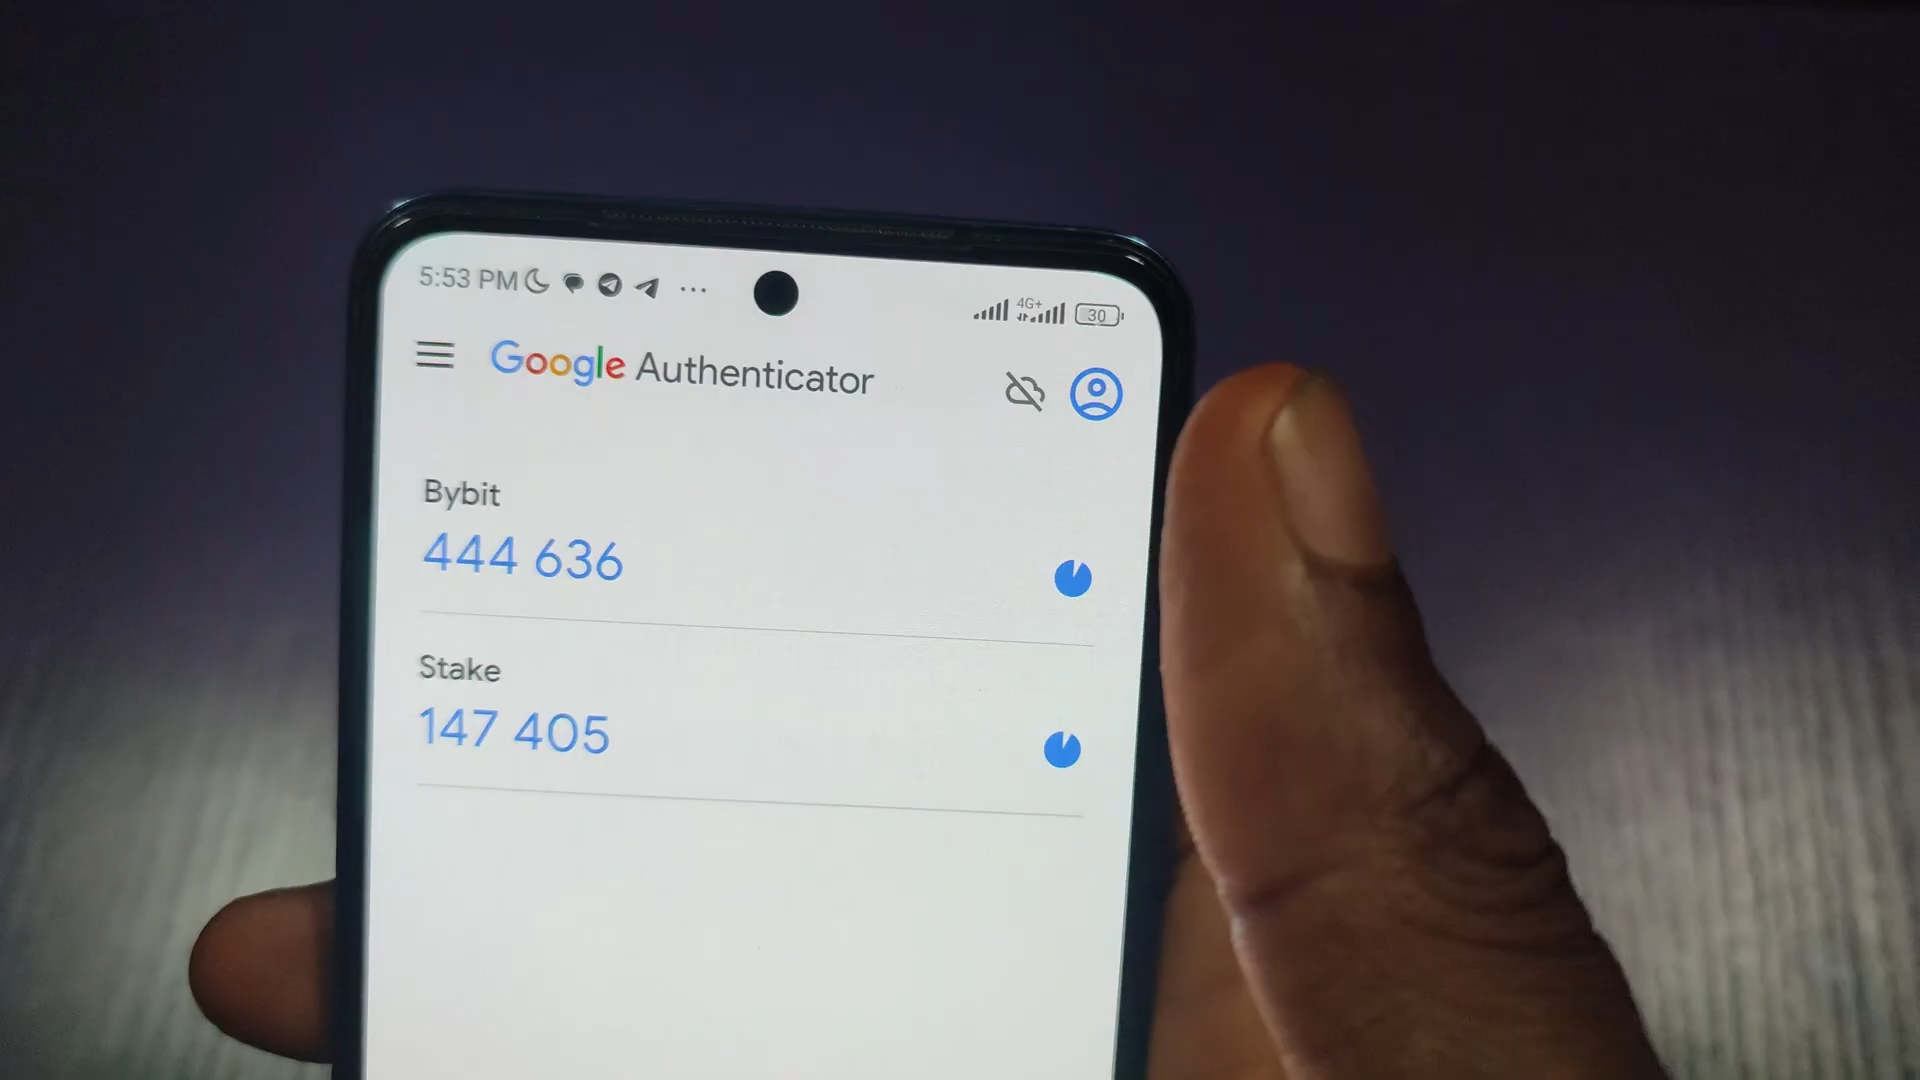 5:53 PM
4G+
30
Google Authenticator
Bybit
444 636
Stake
147 405